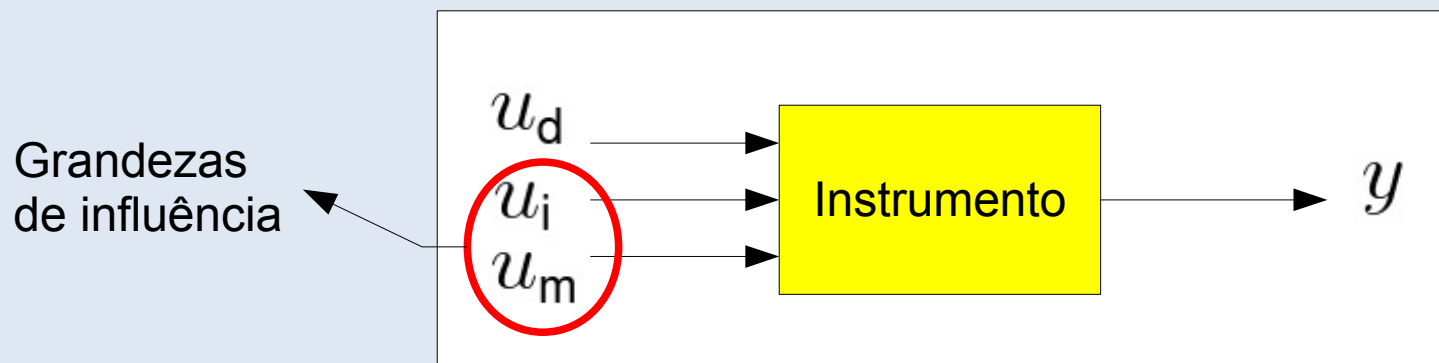 Grandezas
de influência
u_d
u_i
u_m
Instrumento
y